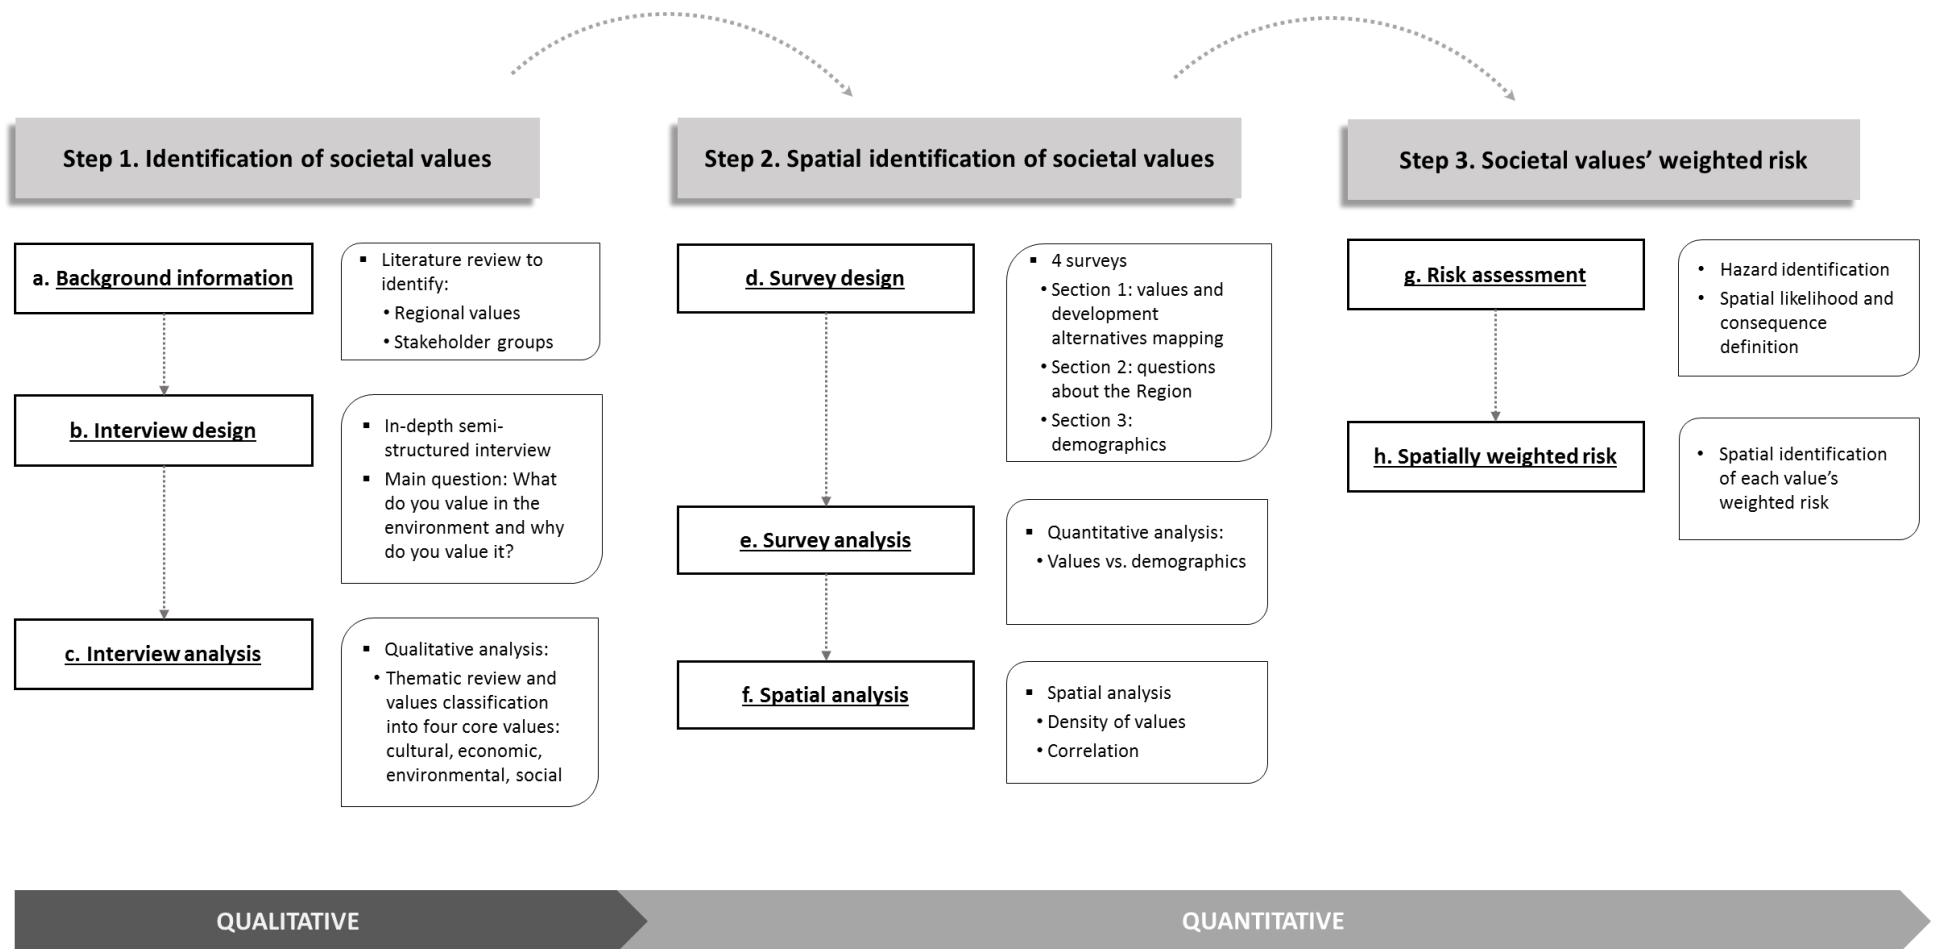 Step 1. Identification of societal values
a. Background information
▪ Literature review to
identify:
• Regional values
• Stakeholder groups
b. Interview design
▪ In-depth semi-
structured interview
▪ Main question: What
do you value in the
environment and why
do you value it?
c. Interview analysis
▪ Qualitative analysis:
• Thematic review and
values classification
into four core values:
cultural, economic,
environmental, social
Step 2. Spatial identification of societal values
d. Survey design
▪ 4 surveys
• Section 1: values and
development
alternatives mapping
• Section 2: questions
about the Region
• Section 3:
demographics
e. Survey analysis
▪ Quantitative analysis:
• Values vs. demographics
f. Spatial analysis
▪ Spatial analysis
• Density of values
• Correlation
Step 3. Societal values’ weighted risk
g. Risk assessment
• Hazard identification
• Spatial likelihood and
consequence
definition
h. Spatially weighted risk
• Spatial identification
of each value’s
weighted risk
QUALITATIVE
QUANTITATIVE